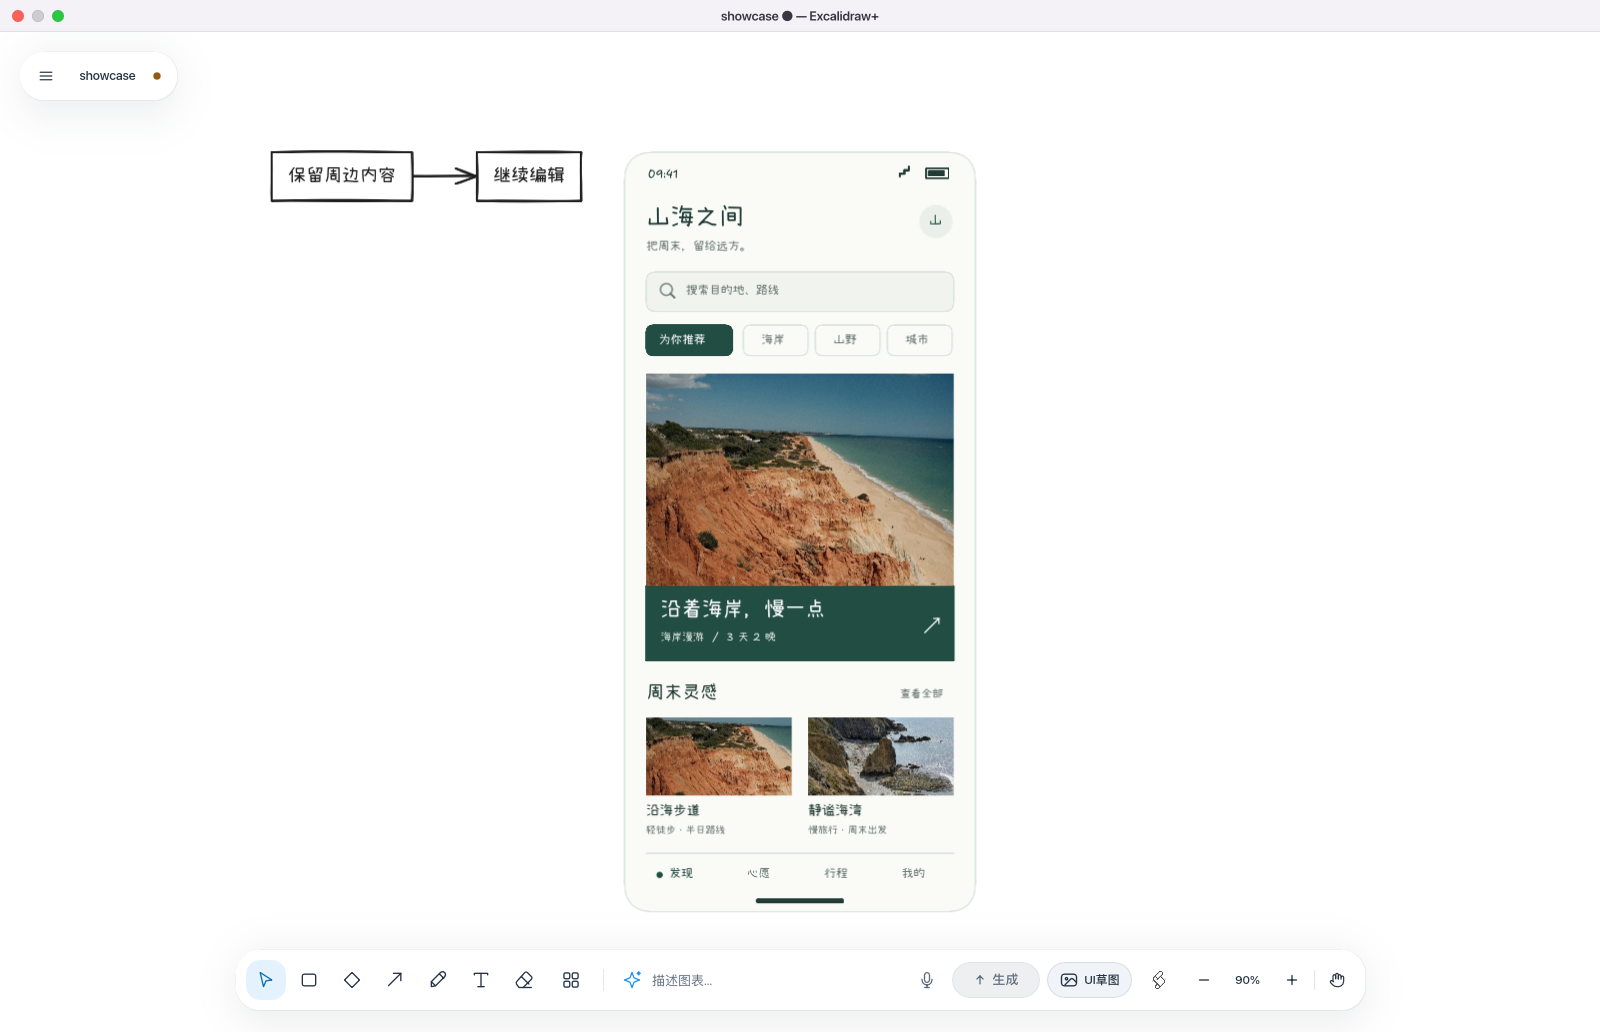 showcase ● — Excalidraw+
showcase
保留周边内容
继续编辑
09:41
山海之间
山
把周末，留给远方。
搜索目的地、路线
为你推荐
海岸
山野
城市
沿着海岸，慢一点
海岸漫游 / 3 天 2 晚
周末灵感
查看全部
沿海步道
静谧海湾
轻徒步 · 半日路线
慢旅行 · 周末出发
发现
心愿
行程
我的
描述图表...
生成
UI草图
90%